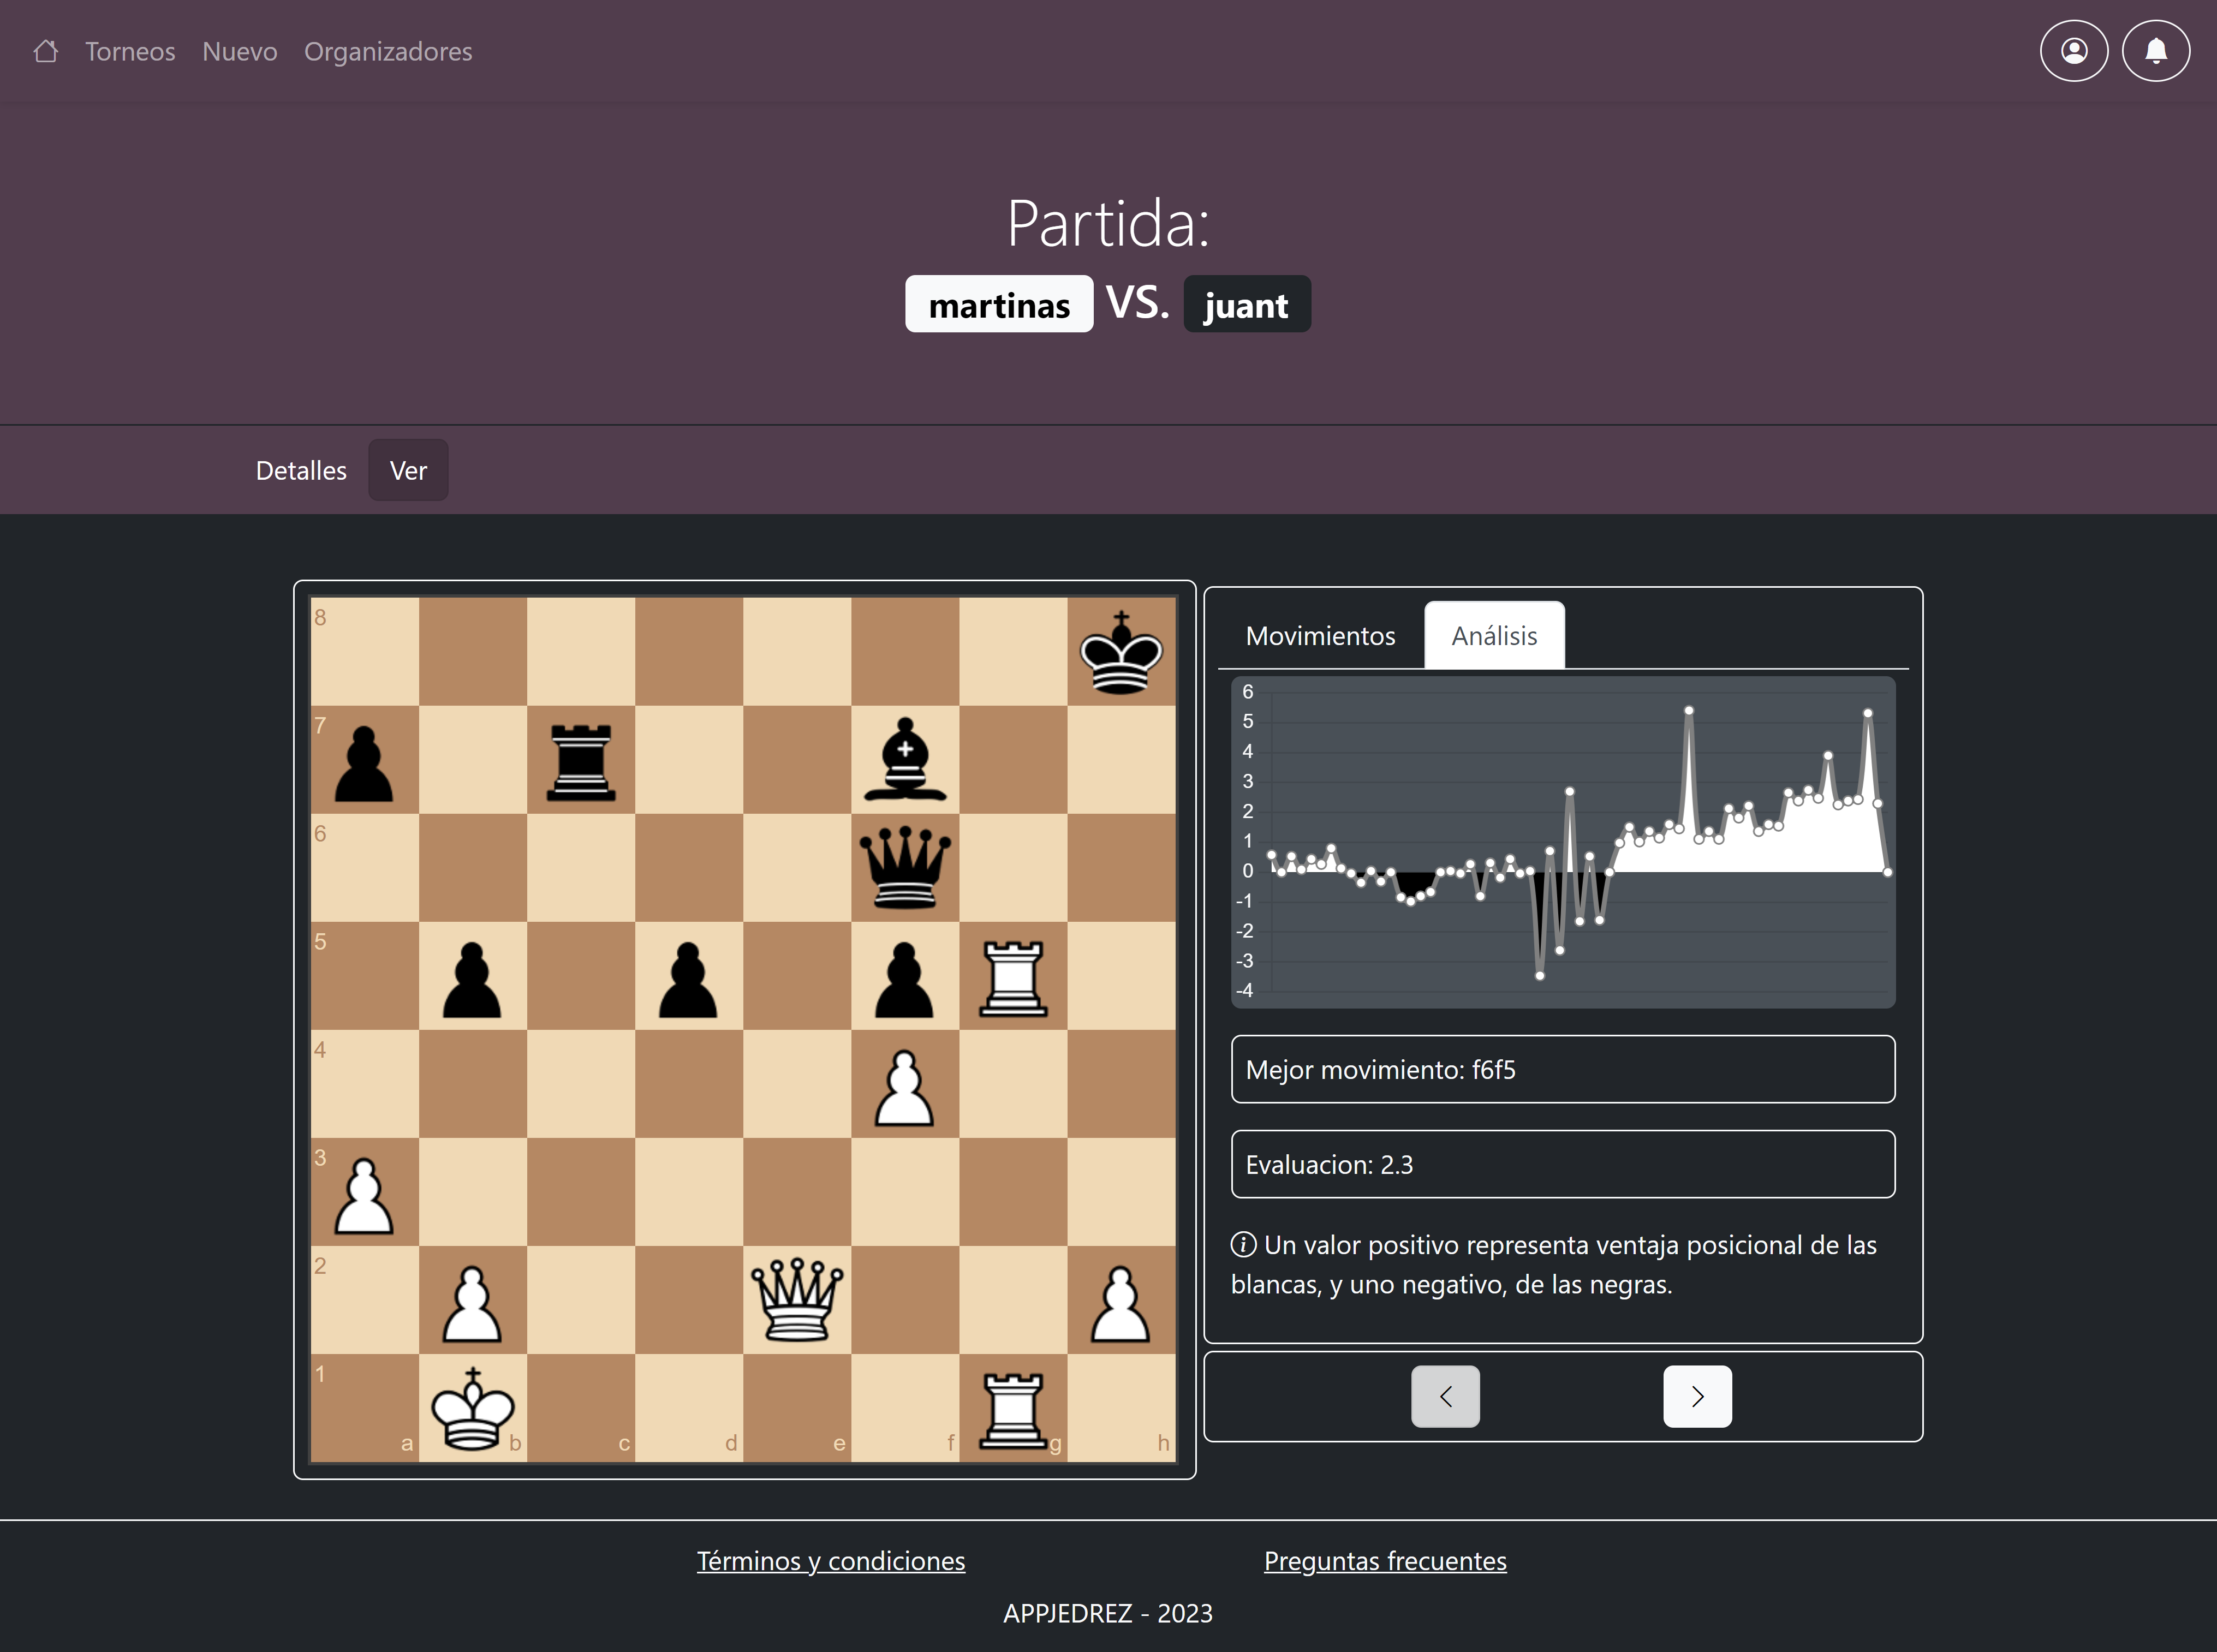 Torneos Nuevo Organizadores
Partida:
martinas VS. juant
Detalles Ver
Movimientos Análisis
6
5
4
3
2
1
0
-1
-2
-3
-4
8
7
6
5
4
3
2
1
a b c d e f g h
Mejor movimiento: f6f5
Evaluacion: 2.3
Un valor positivo representa ventaja posicional de las
blancas, y uno negativo, de las negras.
Términos y condiciones Preguntas frecuentes
APPJEDREZ - 2023